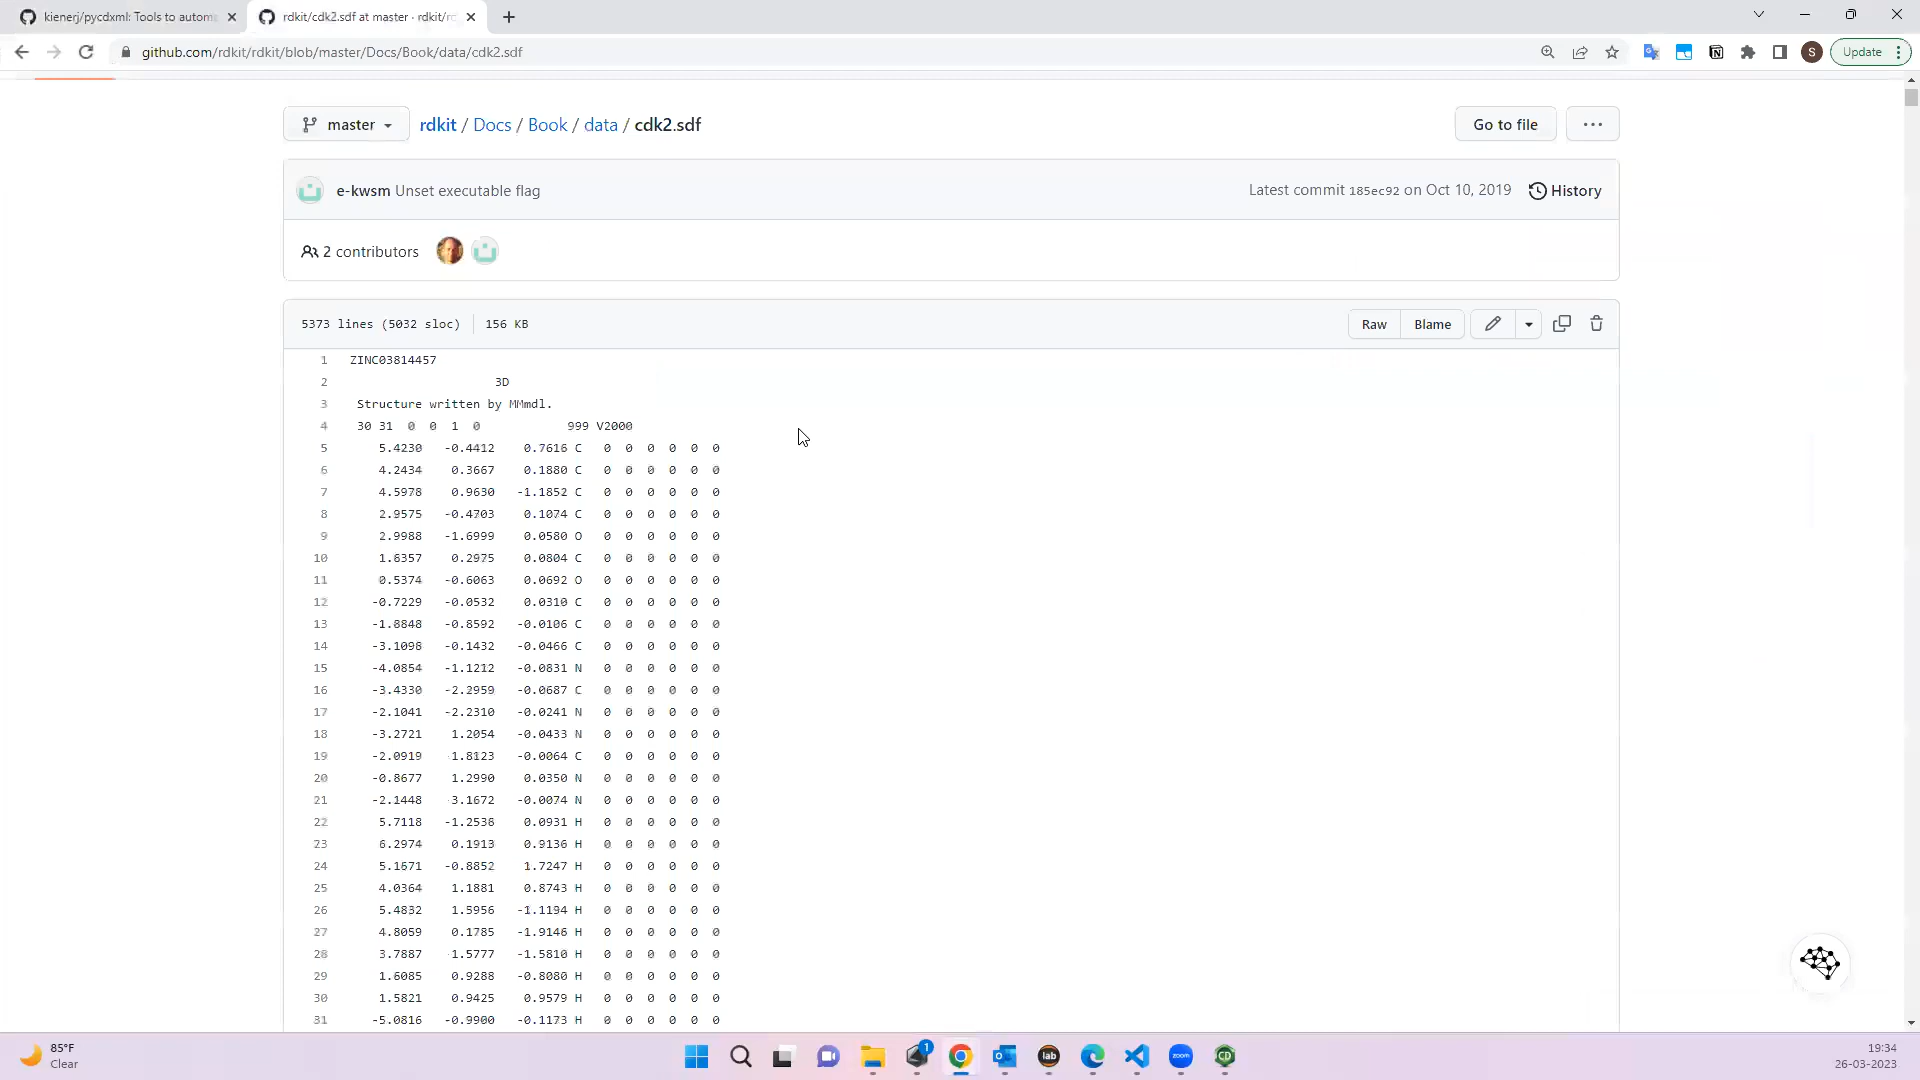 kienerj/pycdxml: Tools to autom
rdkit/cdk2.sdf at master · rdkit/r
github.com/rdkit/rdkit/blob/master/Docs/Book/data/cdk2.sdf
S
Update
master
rdkit / Docs / Book / data / cdk2.sdf
Go to file
e-kwsm Unset executable flag
Latest commit 185ec92 on Oct 10, 2019
History
2 contributors
5373 lines (5032 sloc)
156 KB
Raw
Blame
1 ZINC03814457
2 3D
3 Structure written by MMmdl.
4 30 31 0 0 1 0 999 V2000
5 5.4230 -0.4412 0.7616 C 0 0 0 0 0 0
6 4.2434 0.3667 0.1880 C 0 0 0 0 0 0
7 4.5978 0.9630 -1.1852 C 0 0 0 0 0 0
8 2.9575 -0.4703 0.1074 C 0 0 0 0 0 0
9 2.9988 -1.6999 0.0580 O 0 0 0 0 0 0
10 1.6357 0.2975 0.0804 C 0 0 0 0 0 0
11 0.5374 -0.6063 0.0692 O 0 0 0 0 0 0
12 -0.7229 -0.0532 0.0310 C 0 0 0 0 0 0
13 -1.8848 -0.8592 -0.0106 C 0 0 0 0 0 0
14 -3.1098 -0.1432 -0.0466 C 0 0 0 0 0 0
15 -4.0854 -1.1212 -0.0831 N 0 0 0 0 0 0
16 -3.4330 -2.2959 -0.0687 C 0 0 0 0 0 0
17 -2.1041 -2.2310 -0.0241 N 0 0 0 0 0 0
18 -3.2721 1.2054 -0.0433 N 0 0 0 0 0 0
19 -2.0919 1.8123 -0.0064 C 0 0 0 0 0 0
20 -0.8677 1.2990 0.0350 N 0 0 0 0 0 0
21 -2.1448 3.1672 -0.0074 N 0 0 0 0 0 0
22 5.7118 -1.2536 0.0931 H 0 0 0 0 0 0
23 6.2974 0.1913 0.9136 H 0 0 0 0 0 0
24 5.1671 -0.8852 1.7247 H 0 0 0 0 0 0
25 4.0364 1.1881 0.8743 H 0 0 0 0 0 0
26 5.4832 1.5956 -1.1194 H 0 0 0 0 0 0
27 4.8059 0.1785 -1.9146 H 0 0 0 0 0 0
28 3.7887 1.5777 -1.5810 H 0 0 0 0 0 0
29 1.6085 0.9288 -0.8080 H 0 0 0 0 0 0
30 1.5821 0.9425 0.9579 H 0 0 0 0 0 0
31 -5.0816 -0.9900 -0.1173 H 0 0 0 0 0 0
85°F
Clear
1
lab
zoom
CD
19:34
26-03-2023